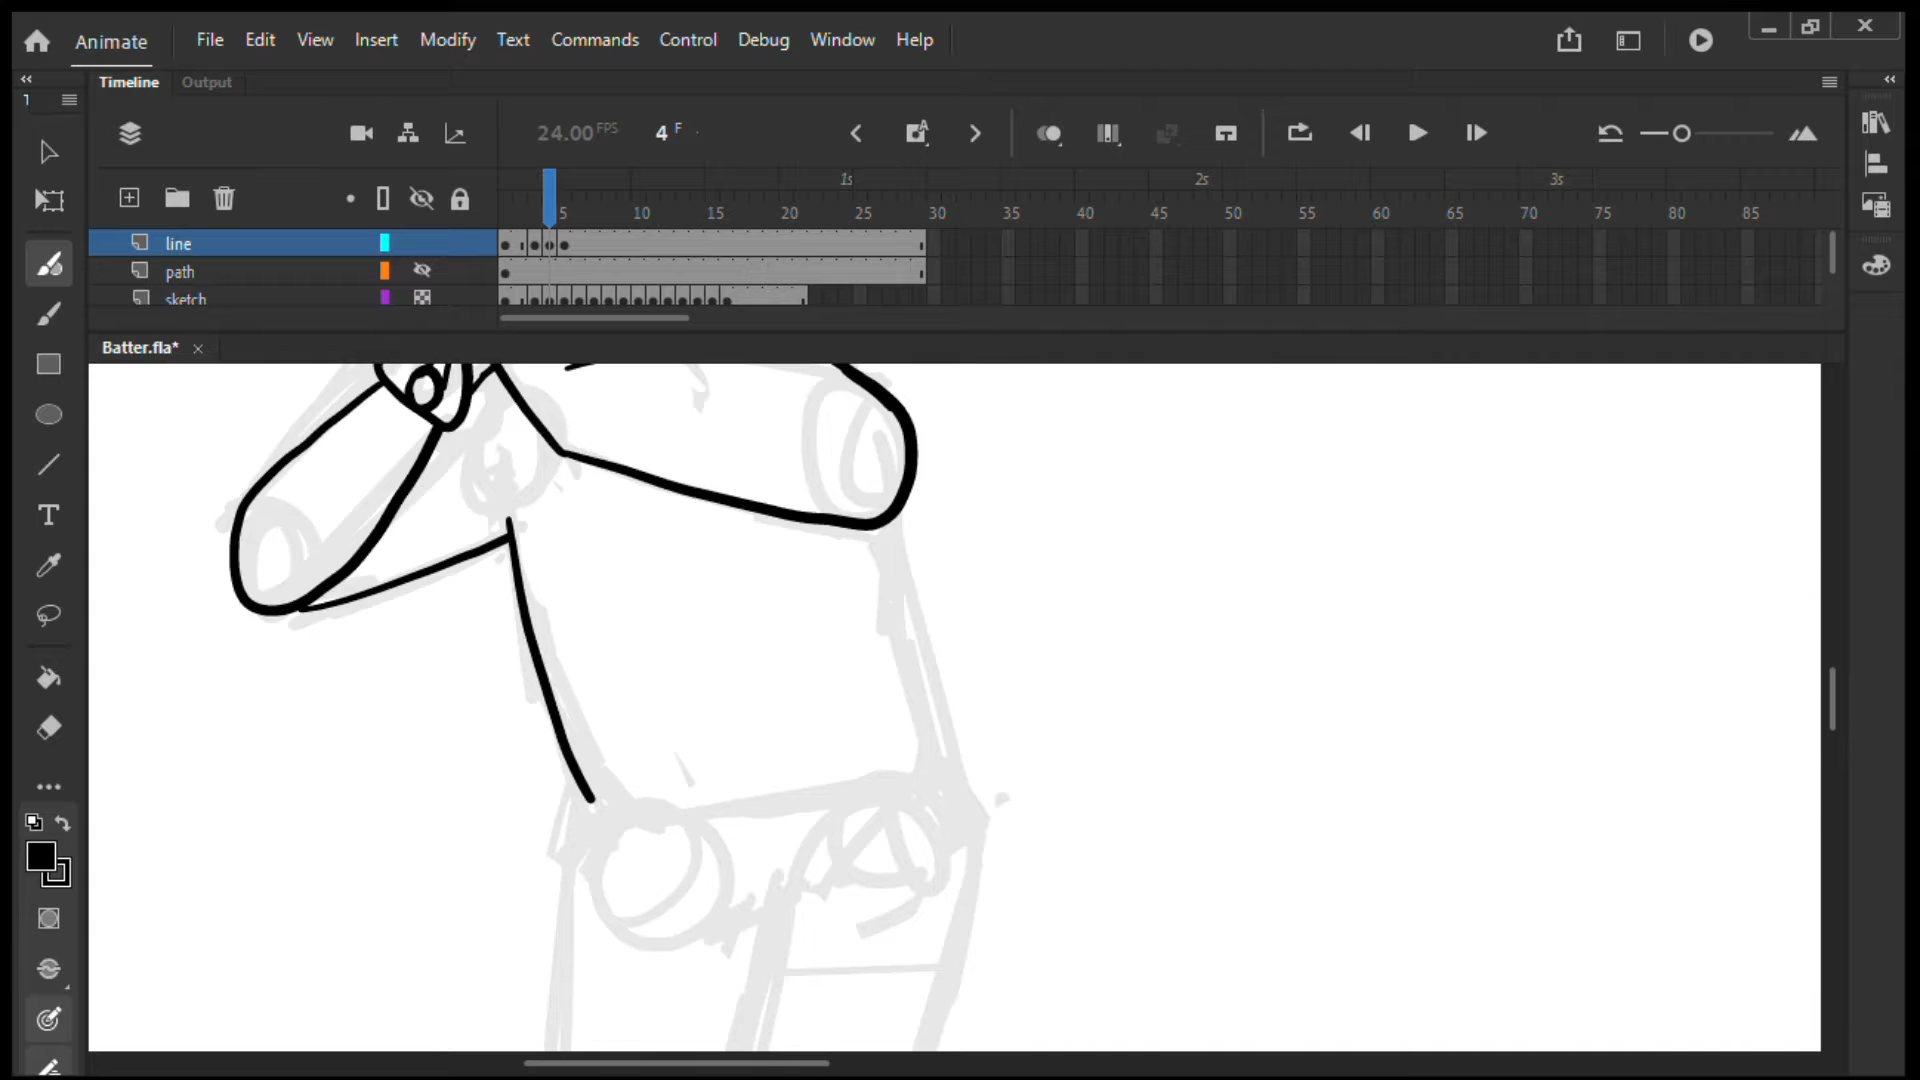 Animate File Edit View Insert Modify Text Commands Control Debug Window Help
Timeline Output
1
24.00 FPS 4 F
1s 2s 3s
5 10 15 20 25 30 35 40 45 50 55 60 65 70 75 80 85
line
path
sketch
Batter.fla*